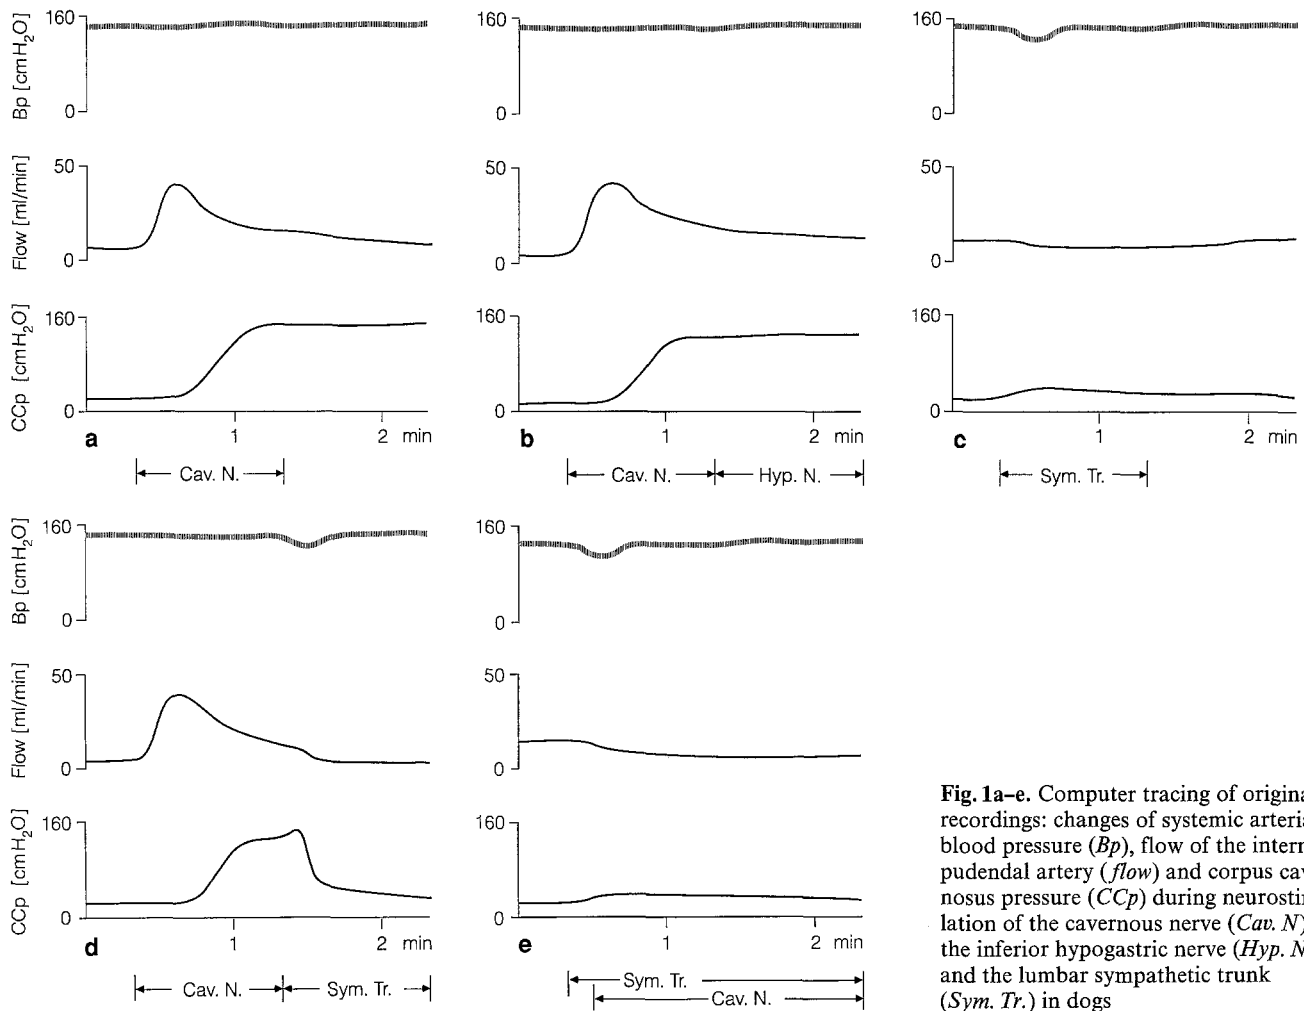 160
Bp [cmH2O]
0
50
Flow [ml/min]
0
160
CCp [cmH2O]
0
a
1
2 min
Cav. N.
160
0
50
0
160
0
b
1
2 min
Cav. N.
Hyp. N.
160
0
50
0
160
0
c
1
2 min
Sym. Tr.
160
Bp [cmH2O]
0
50
Flow [ml/min]
0
160
CCp [cmH2O]
0
d
1
2 min
Cav. N.
Sym. Tr.
160
0
50
0
160
0
e
1
2 min
Sym. Tr.
Cav. N.
Fig. 1a–e. Computer tracing of origina
recordings: changes of systemic arteria
blood pressure (Bp), flow of the intern
pudendal artery (flow) and corpus cav
nosus pressure (CCp) during neurostin
lation of the cavernous nerve (Cav. N)
the inferior hypogastric nerve (Hyp. N
and the lumbar sympathetic trunk
(Sym. Tr.) in dogs